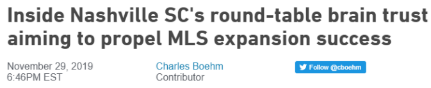 Inside Nashville SC's round-table brain trust
aiming to propel MLS expansion success
November 29, 2019
6:46PM EST
Charles Boehm
Contributor
Follow @cboehm